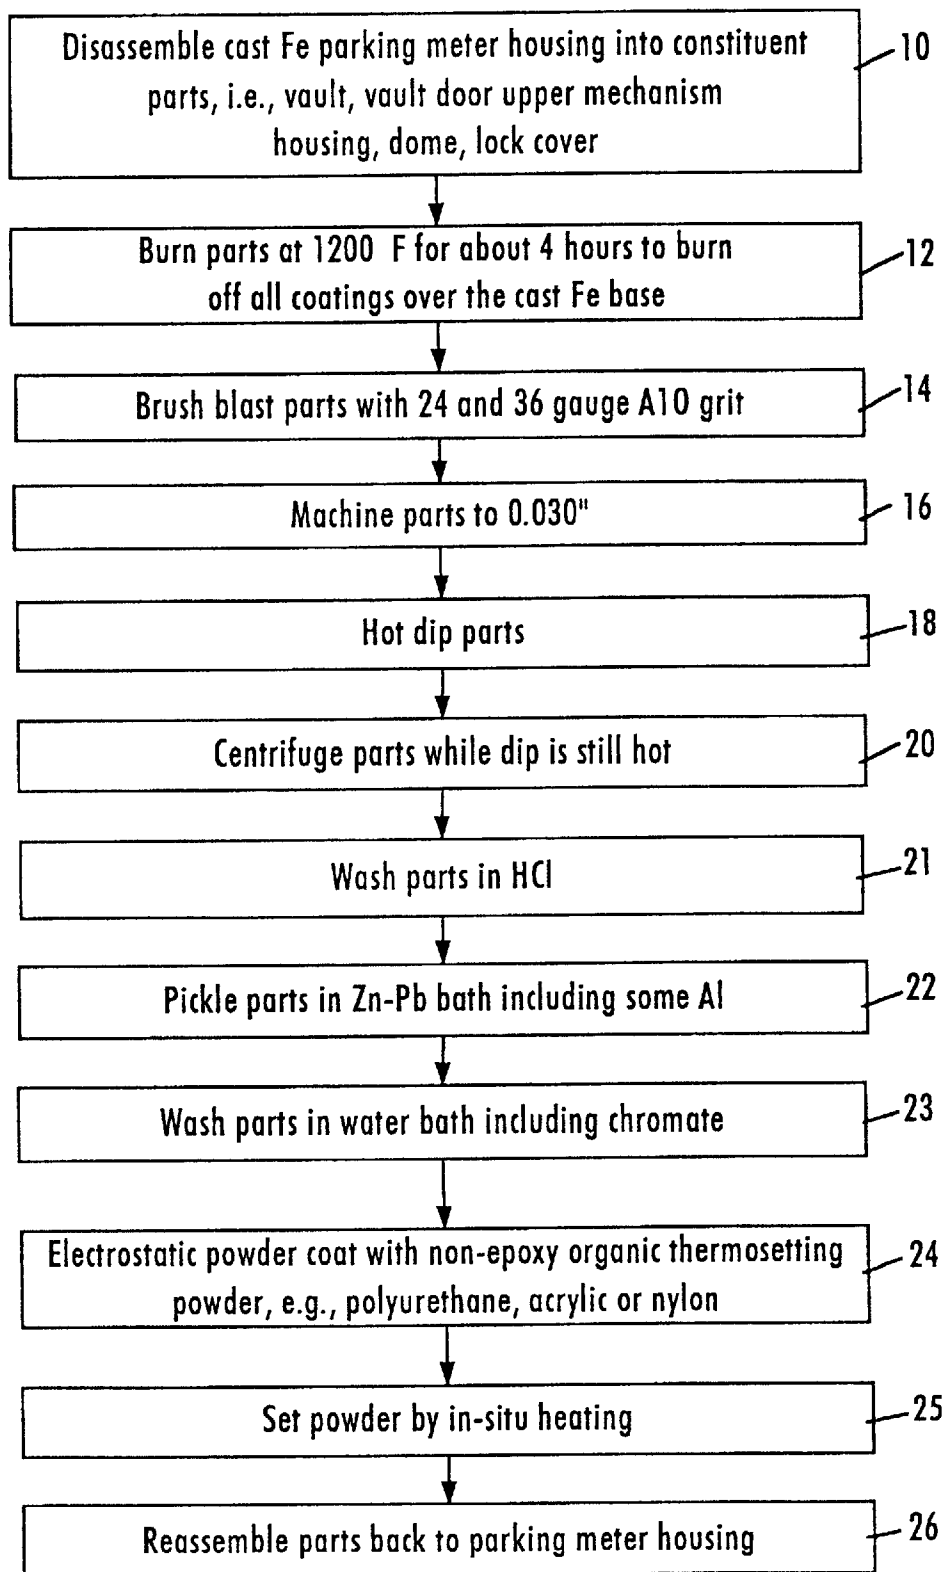 Disassemble cast Fe parking meter housing into constituent
parts, i.e., vault, vault door upper mechanism
housing, dome, lock cover
10
Burn parts at 1200 F for about 4 hours to burn
off all coatings over the cast Fe base
12
Brush blast parts with 24 and 36 gauge A10 grit
14
Machine parts to 0.030"
16
Hot dip parts
18
Centrifuge parts while dip is still hot
20
Wash parts in HCl
21
Pickle parts in Zn-Pb bath including some Al
22
Wash parts in water bath including chromate
23
Electrostatic powder coat with non-epoxy organic thermosetting
powder, e.g., polyurethane, acrylic or nylon
24
Set powder by in-situ heating
25
Reassemble parts back to parking meter housing
26